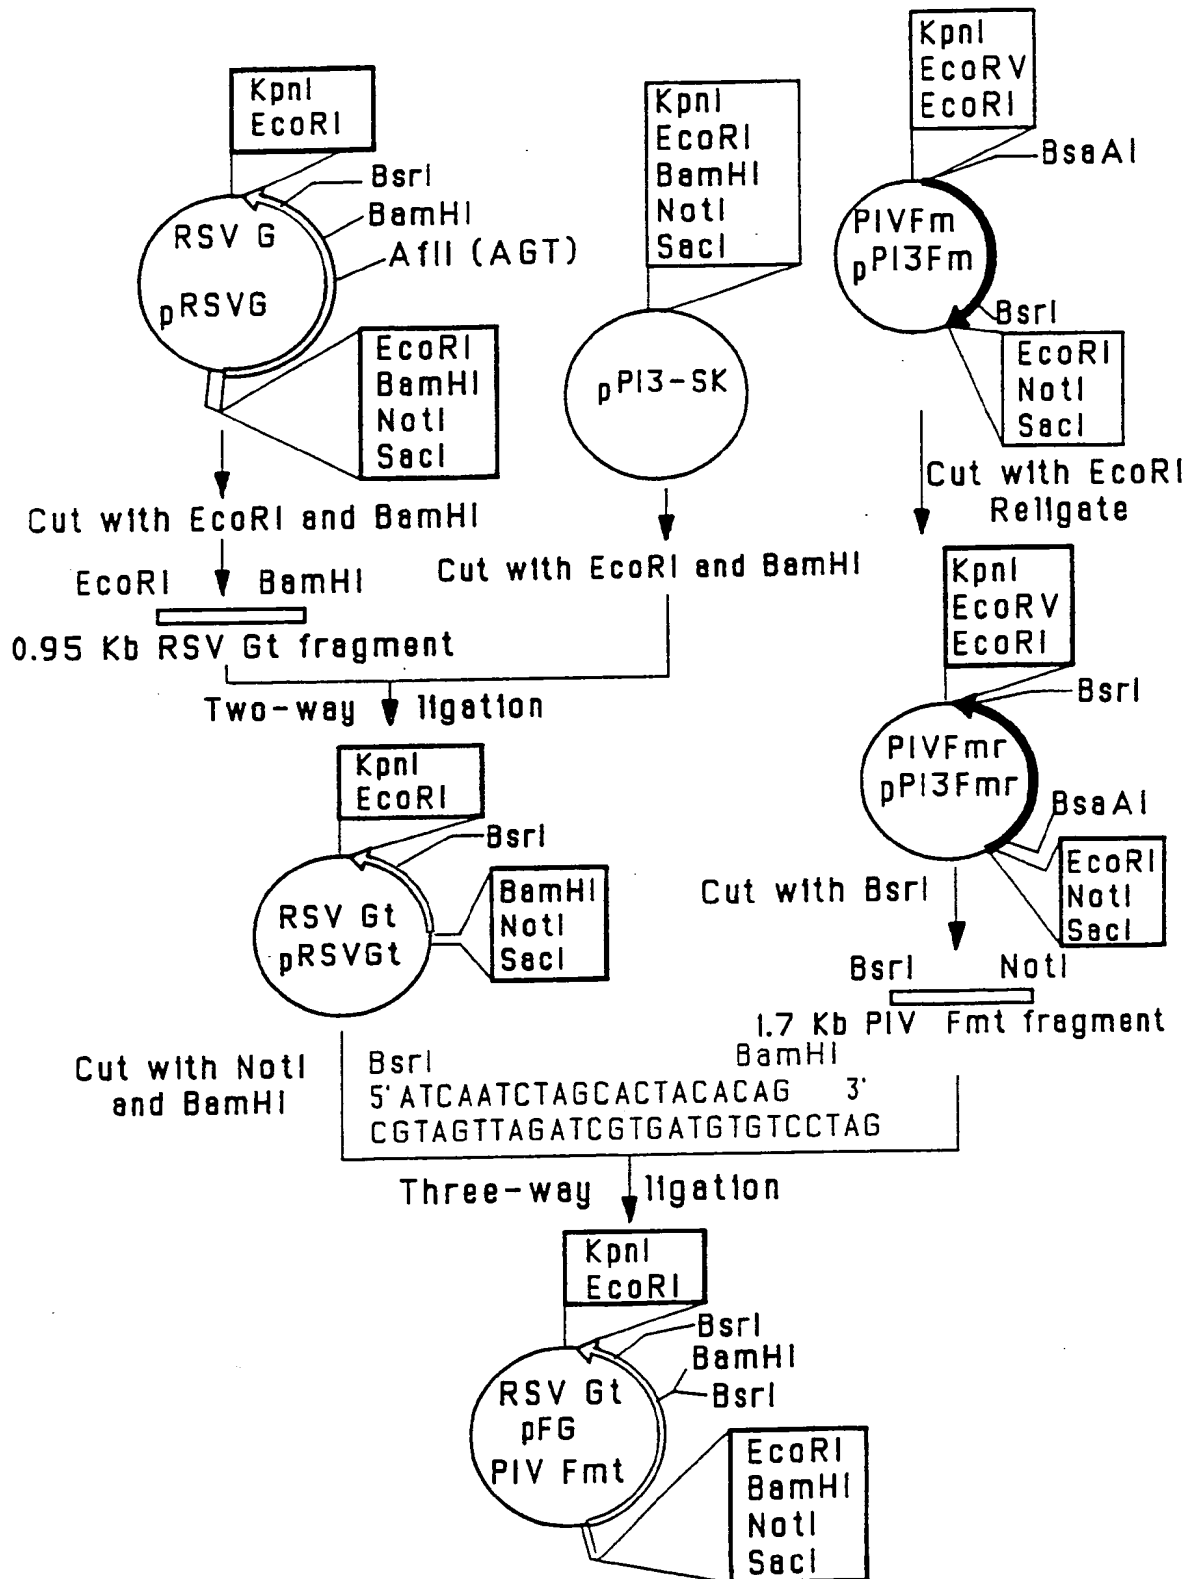 KpnI
EcoRI
BsrI
BamHI
AflI (AGT)
RSV G
pRSVG
EcoRI
BamHI
NotI
SacI
Cut with EcoRI and BamHI
EcoRI BamHI
0.95 Kb RSV Gt fragment
KpnI
EcoRI
BamHI
NotI
SacI
pPI3-SK
Cut with EcoRI and BamHI
KpnI
EcoRV
EcoRI
BsaAI
PIVFm
pPI3Fm
BsrI
EcoRI
NotI
SacI
Cut with EcoRI
Religate
KpnI
EcoRV
EcoRI
BsrI
PIVFmr
pPI3Fmr
BsaAI
EcoRI
NotI
SacI
Cut with BsrI
BsrI NotI
1.7 Kb PIV Fmt fragment
Two-way ligation
KpnI
EcoRI
BsrI
RSV Gt
pRSVGt
BamHI
NotI
SacI
Cut with NotI
and BamHI
BsrI BamHI
5' ATCAATCTAGCACTACACAG 3'
CGTAGTTAGATCGTGATGTGTCCTAG
Three-way ligation
KpnI
EcoRI
BsrI
BamHI
BsrI
RSV Gt
pFG
PIV Fmt
EcoRI
BamHI
NotI
SacI